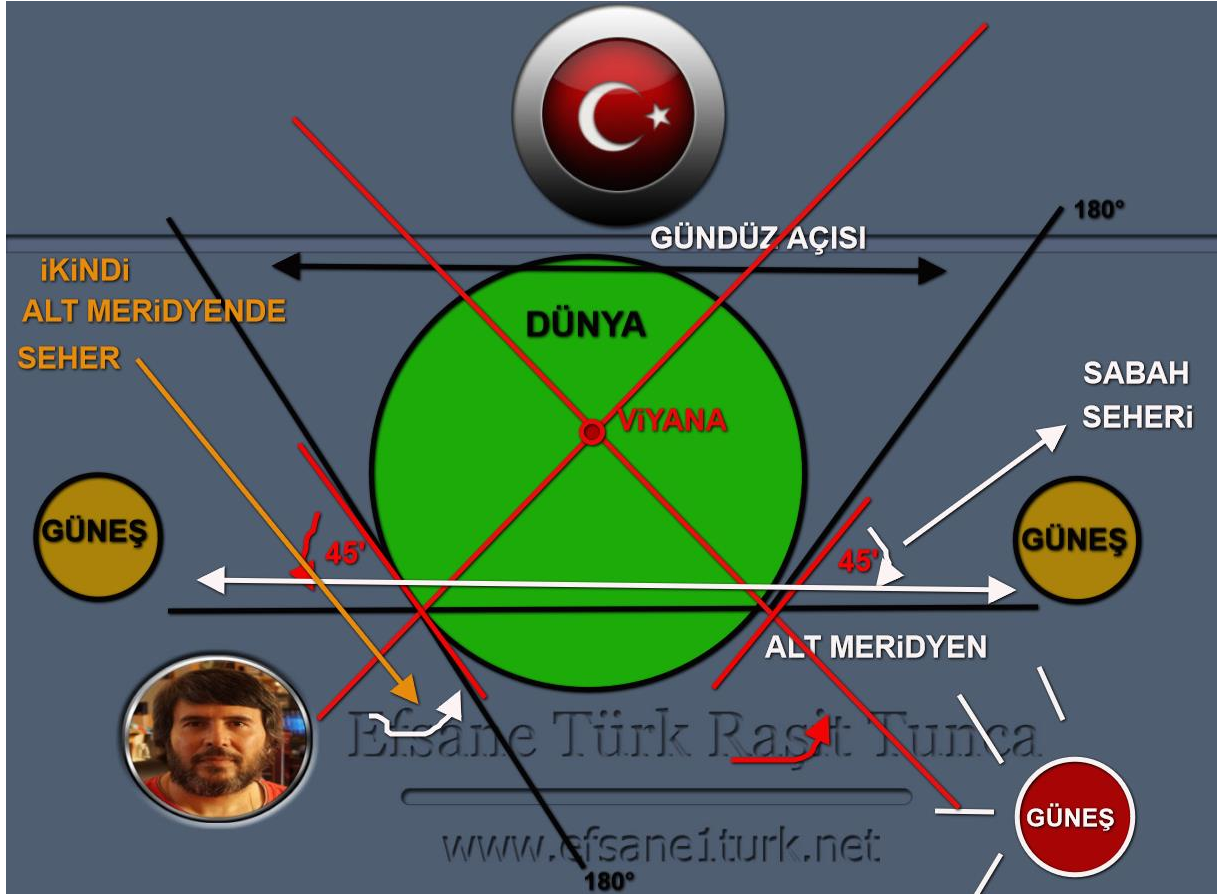 180°
GÜNDÜZ AÇISI
iKiNDi
ALT MERiDYENDE
SEHER
DÜNYA
SABAH
SEHERi
ViYANA
GÜNEŞ
45'
45'
GÜNEŞ
ALT MERiDYEN
Efsane Türk Raşit Tunca
GÜNEŞ
www.efsane1turk.net
180°